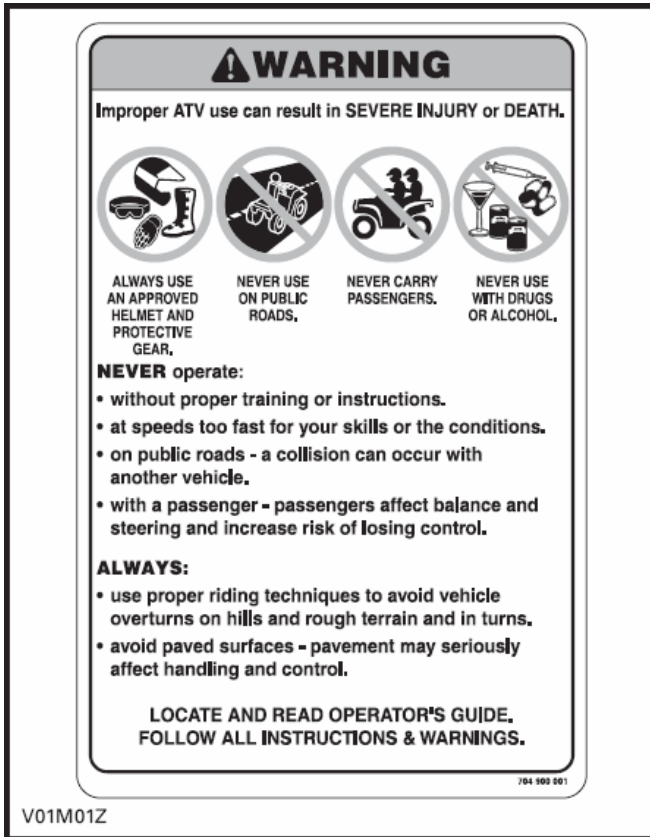 WARNING
Improper ATV use can result in SEVERE INJURY or DEATH.
ALWAYS USE
AN APPROVED
HELMET AND
PROTECTIVE
GEAR.
NEVER USE
ON PUBLIC
ROADS.
NEVER CARRY
PASSENGERS.
NEVER USE
WITH DRUGS
OR ALCOHOL.
NEVER operate:
• without proper training or instructions.
• at speeds too fast for your skills or the conditions.
• on public roads - a collision can occur with
another vehicle.
• with a passenger - passengers affect balance and
steering and increase risk of losing control.
ALWAYS:
• use proper riding techniques to avoid vehicle
overturns on hills and rough terrain and in turns.
• avoid paved surfaces - pavement may seriously
affect handling and control.
LOCATE AND READ OPERATOR'S GUIDE.
FOLLOW ALL INSTRUCTIONS & WARNINGS.
704 900 001
V01M01Z